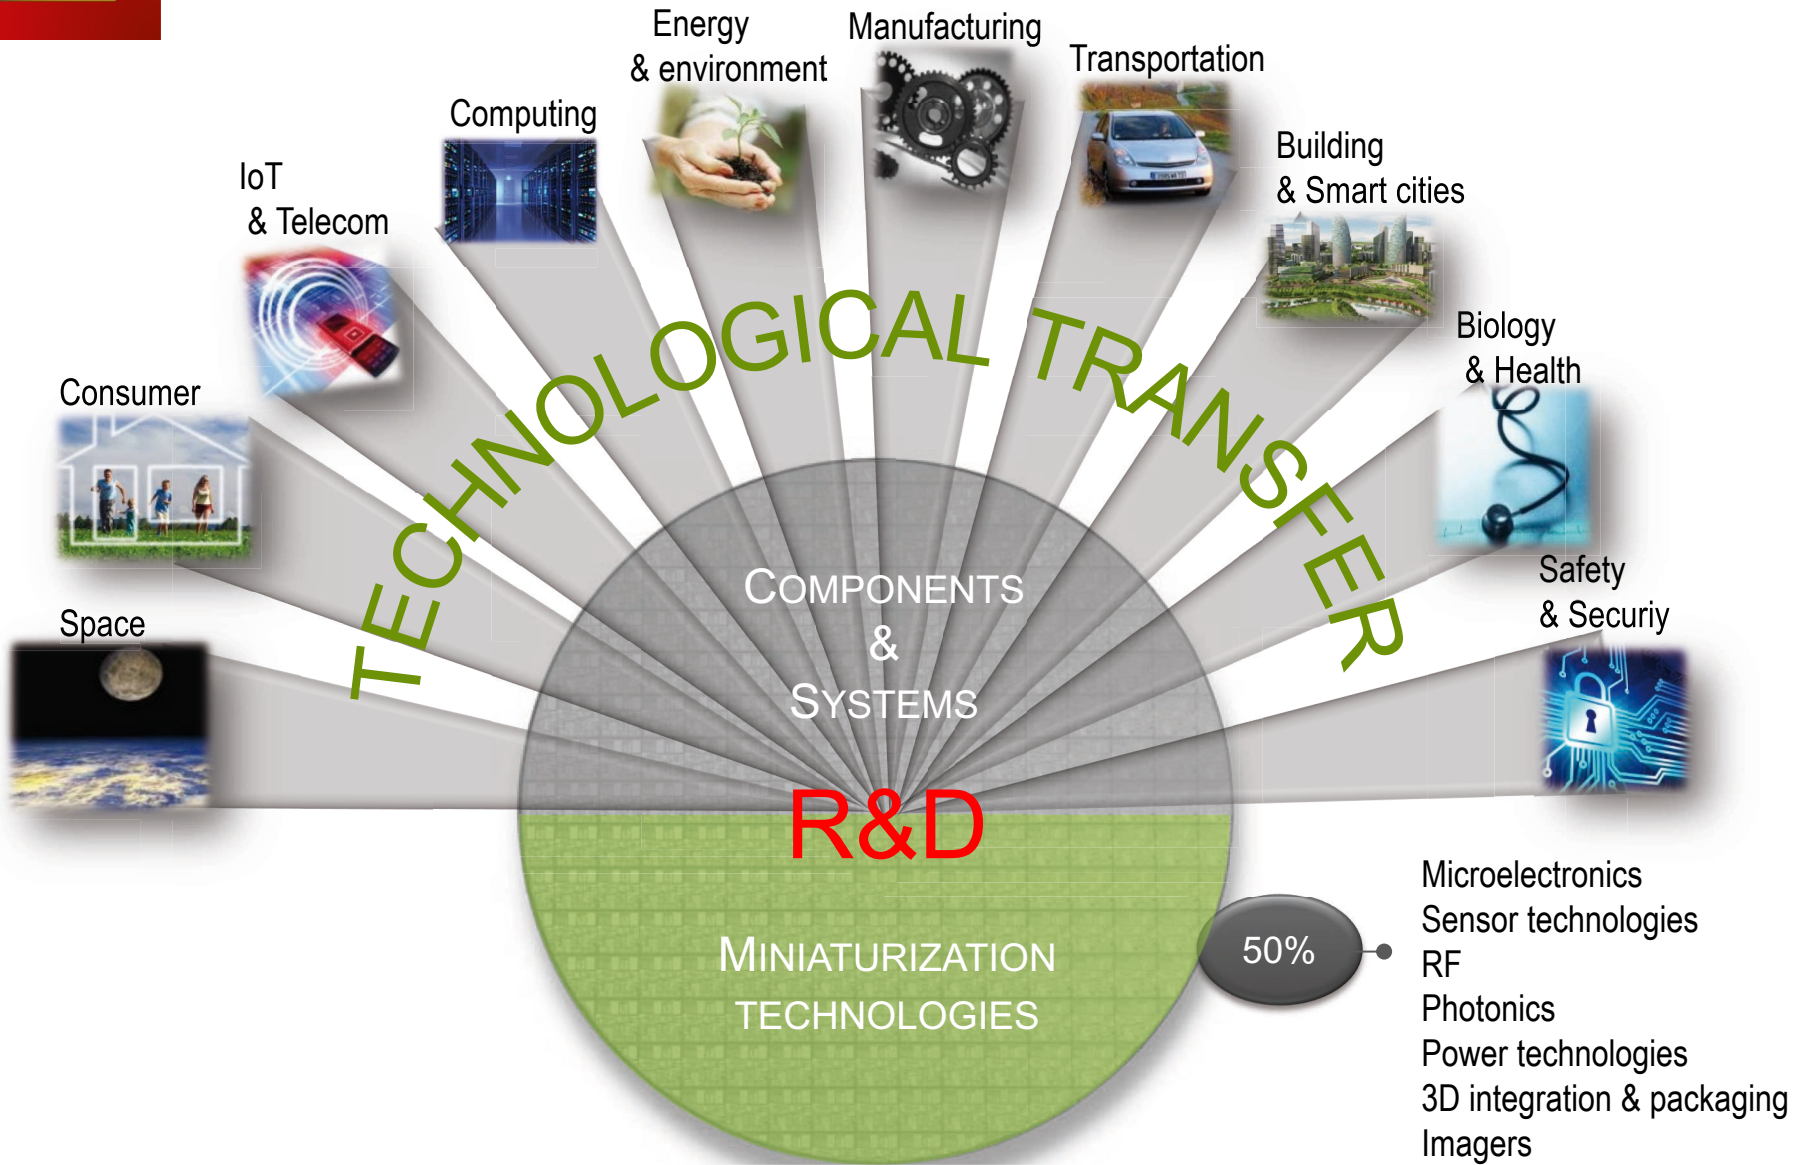 Energy
& environment
Manufacturing
Transportation
Computing
Building
& Smart cities
IoT
& Telecom
Biology
& Health
Consumer
Safety
& Securiy
Space
TECHNOLOGICAL TRANSFER
COMPONENTS
&
SYSTEMS
R&D
MINIATURIZATION
TECHNOLOGIES
50%
Microelectronics
Sensor technologies
RF
Photonics
Power technologies
3D integration & packaging
Imagers